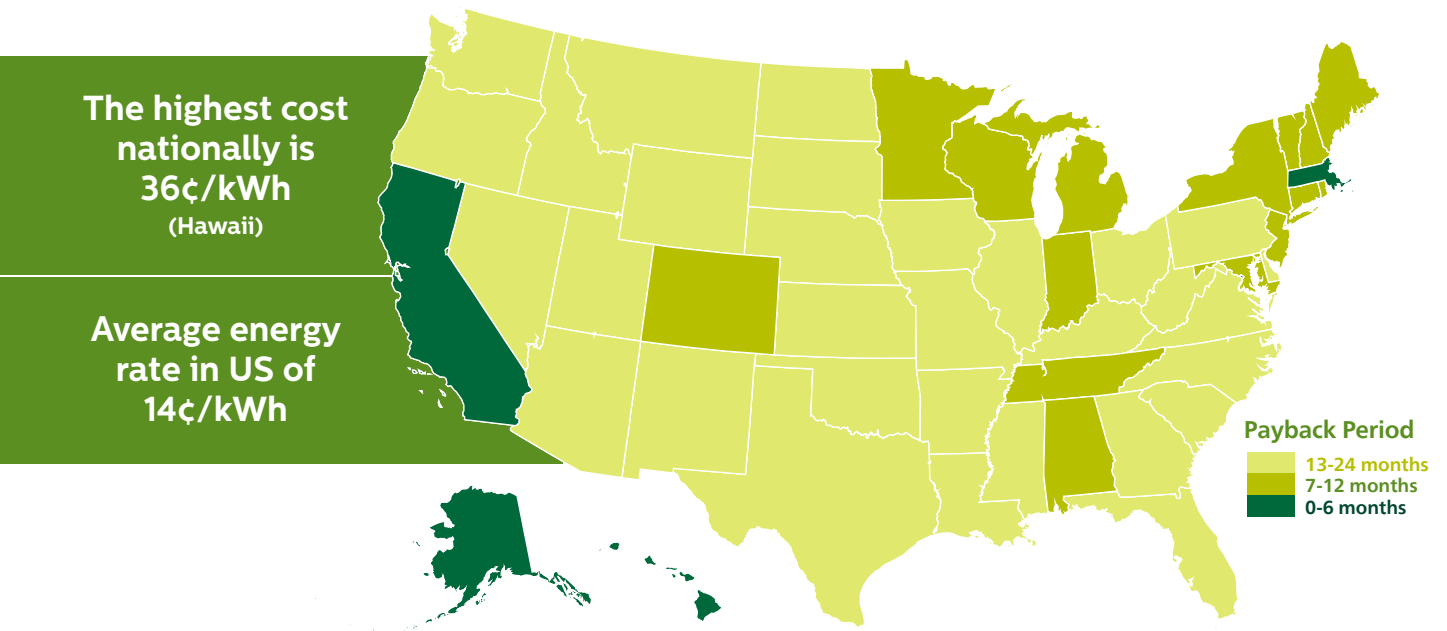 The highest cost
nationally is
36¢/kWh
(Hawaii)
Average energy
rate in US of
14¢/kWh
Payback Period
13-24 months
7-12 months
0-6 months